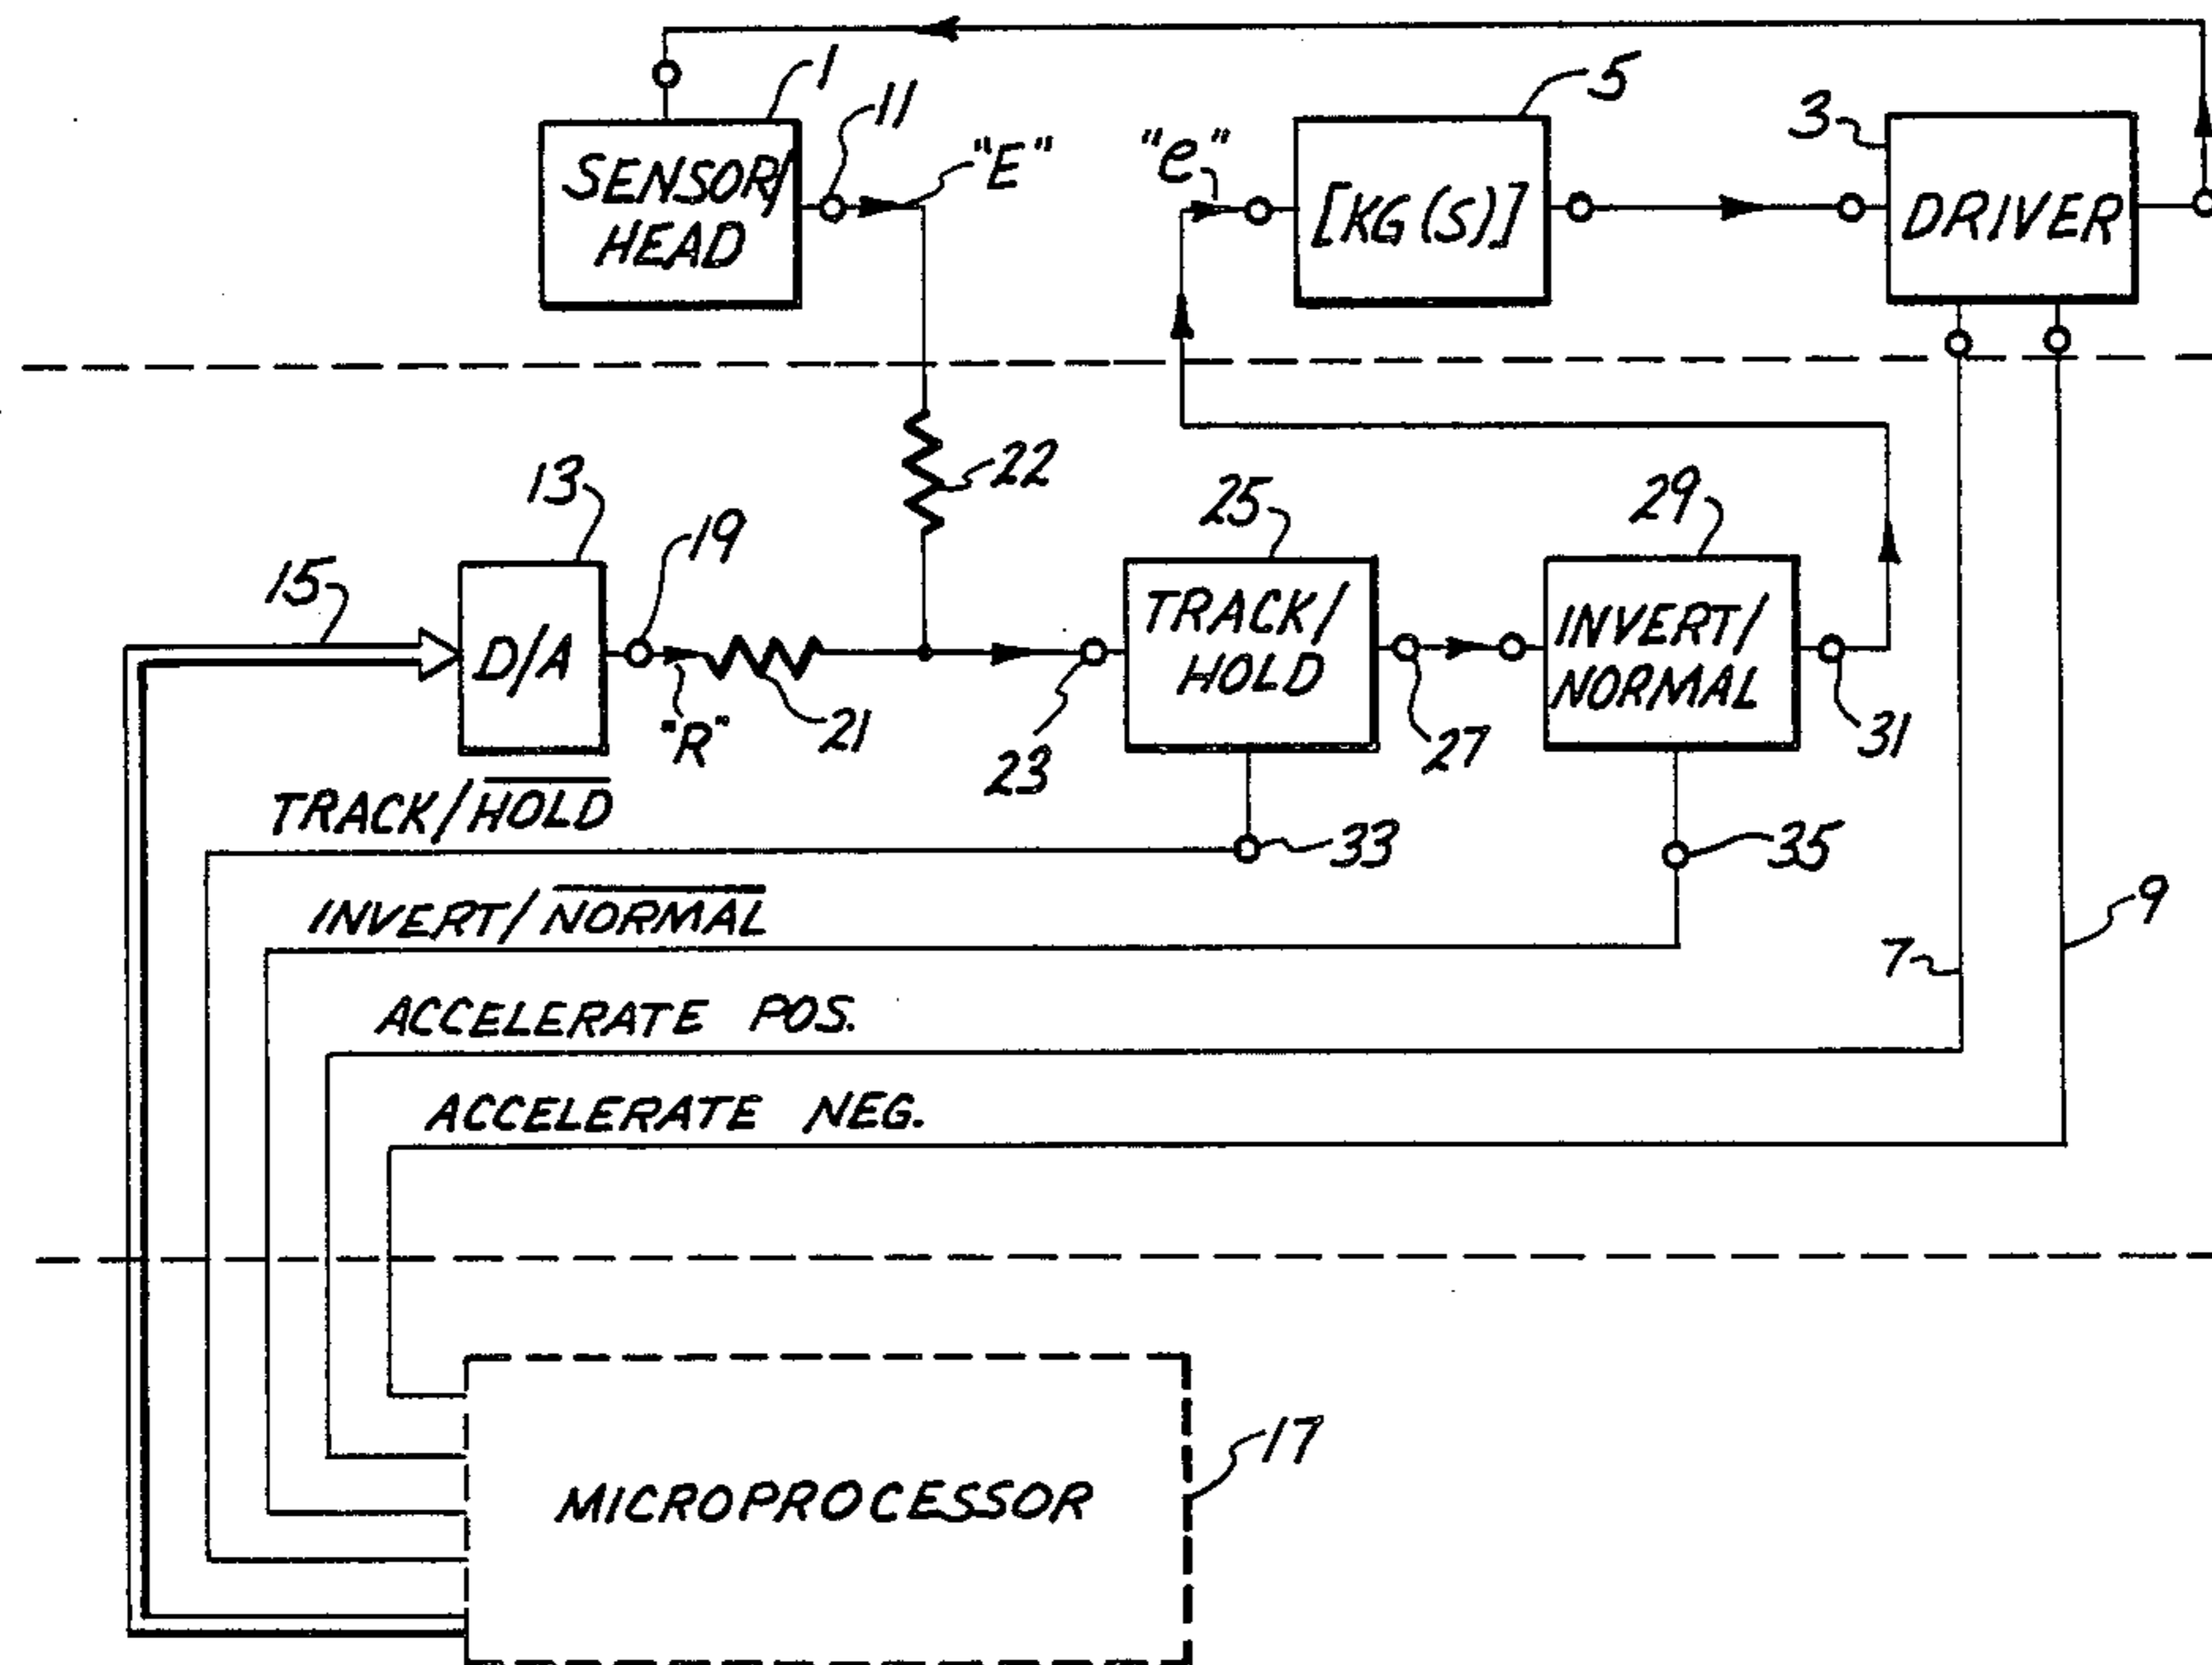 1
11
5
3
SENSOR/
HEAD
"E"
"e"
[KG(S)]
DRIVER
22
13
19
25
29
15
D/A
"R"
21
23
TRACK/
HOLD
27
INVERT/
NORMAL
31
TRACK/HOLD
33
35
INVERT/NORMAL
7
9
ACCELERATE POS.
ACCELERATE NEG.
17
MICROPROCESSOR